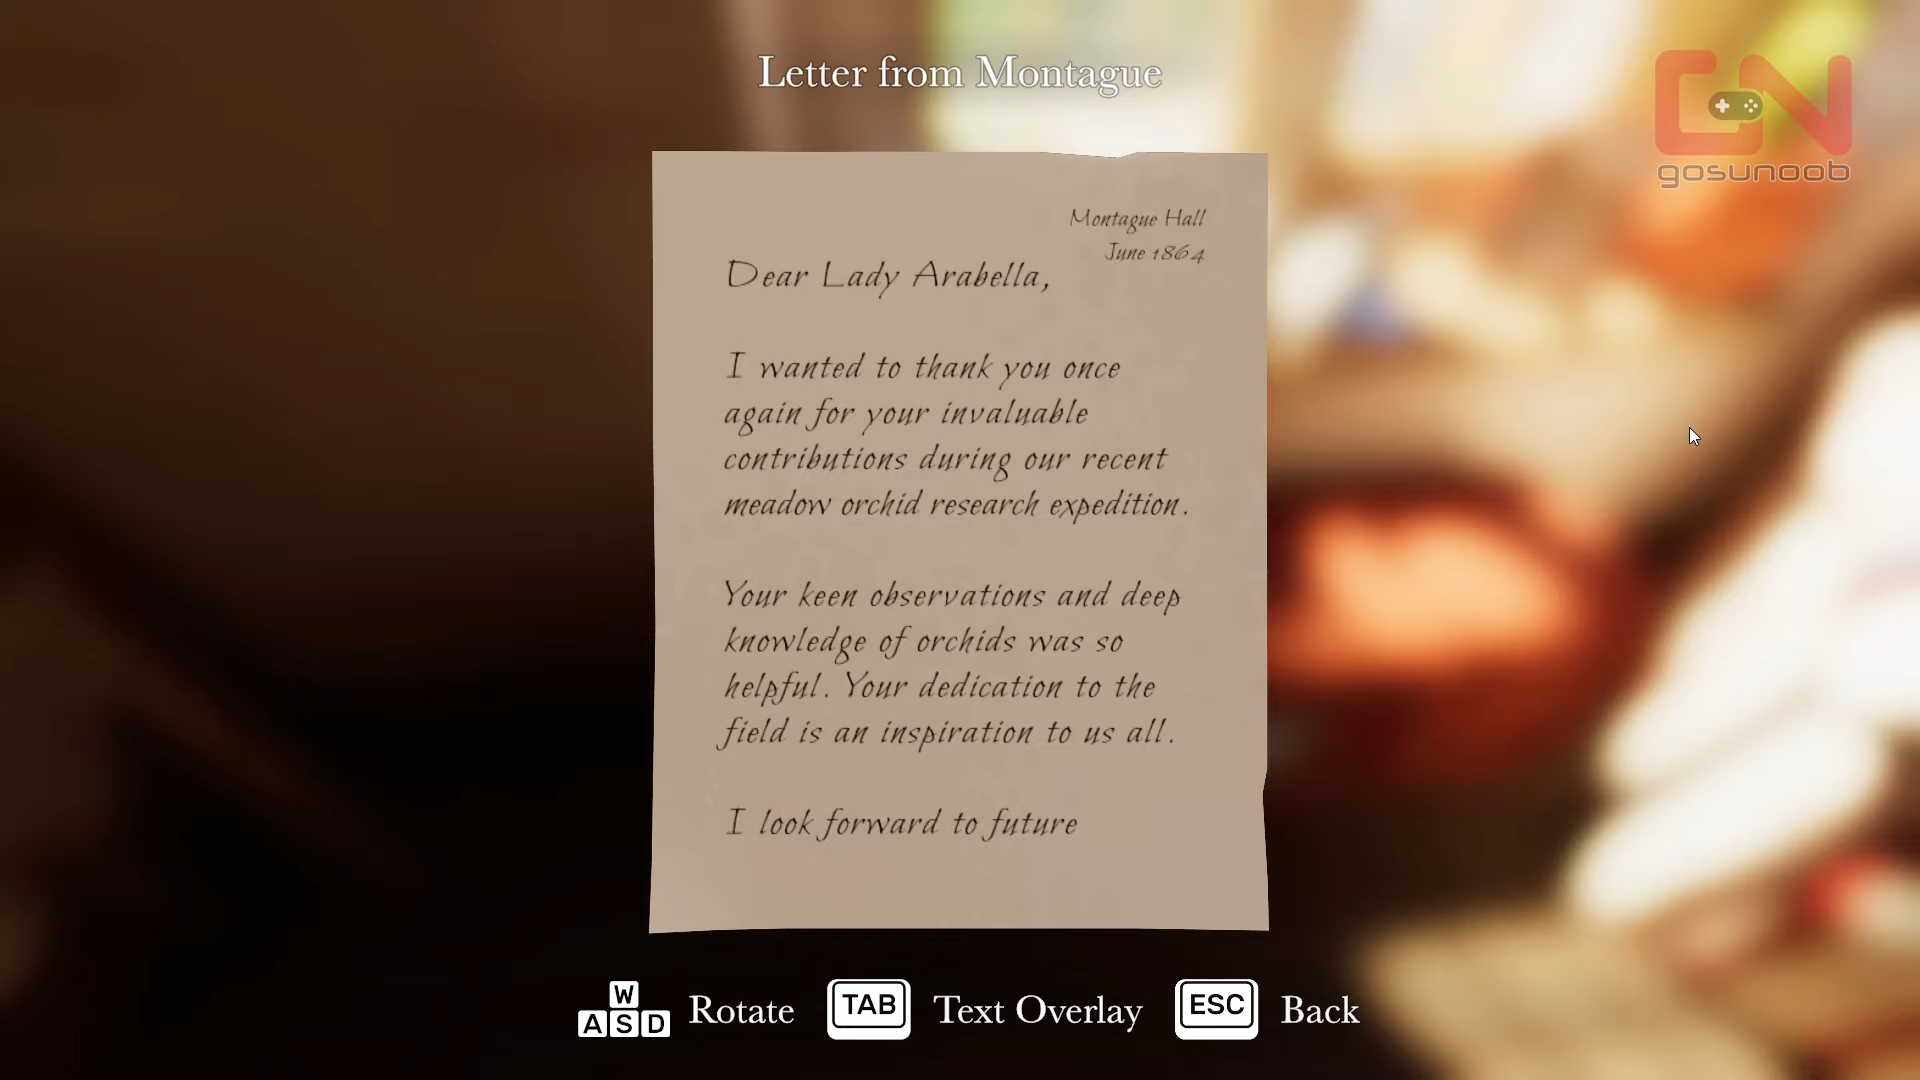 Letter from Montague
gosunoob
Montague Hall
June 1864
Dear Lady Arabella,
I wanted to thank you once
again for your invaluable
contributions during our recent
meadow orchid research expedition.
Your keen observations and deep
knowledge of orchids was so
helpful. Your dedication to the
field is an inspiration to us all.
I look forward to future
W
A S D Rotate TAB Text Overlay ESC Back